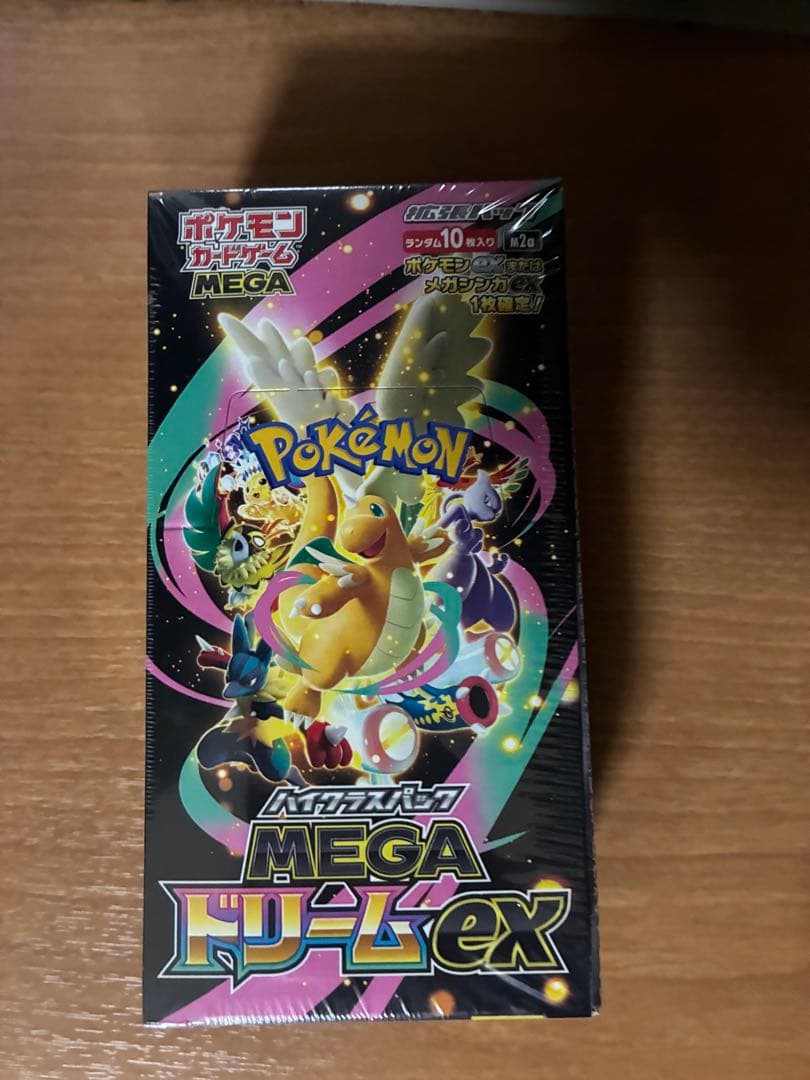 ポケモン
カードゲーム
MEGA
拡張パック
ランダム10枚入り
M2a
ポケモンexまたは
メガシンカex
1枚確定!
POKéMON
ハイクラスパック
MEGA
ドリームex